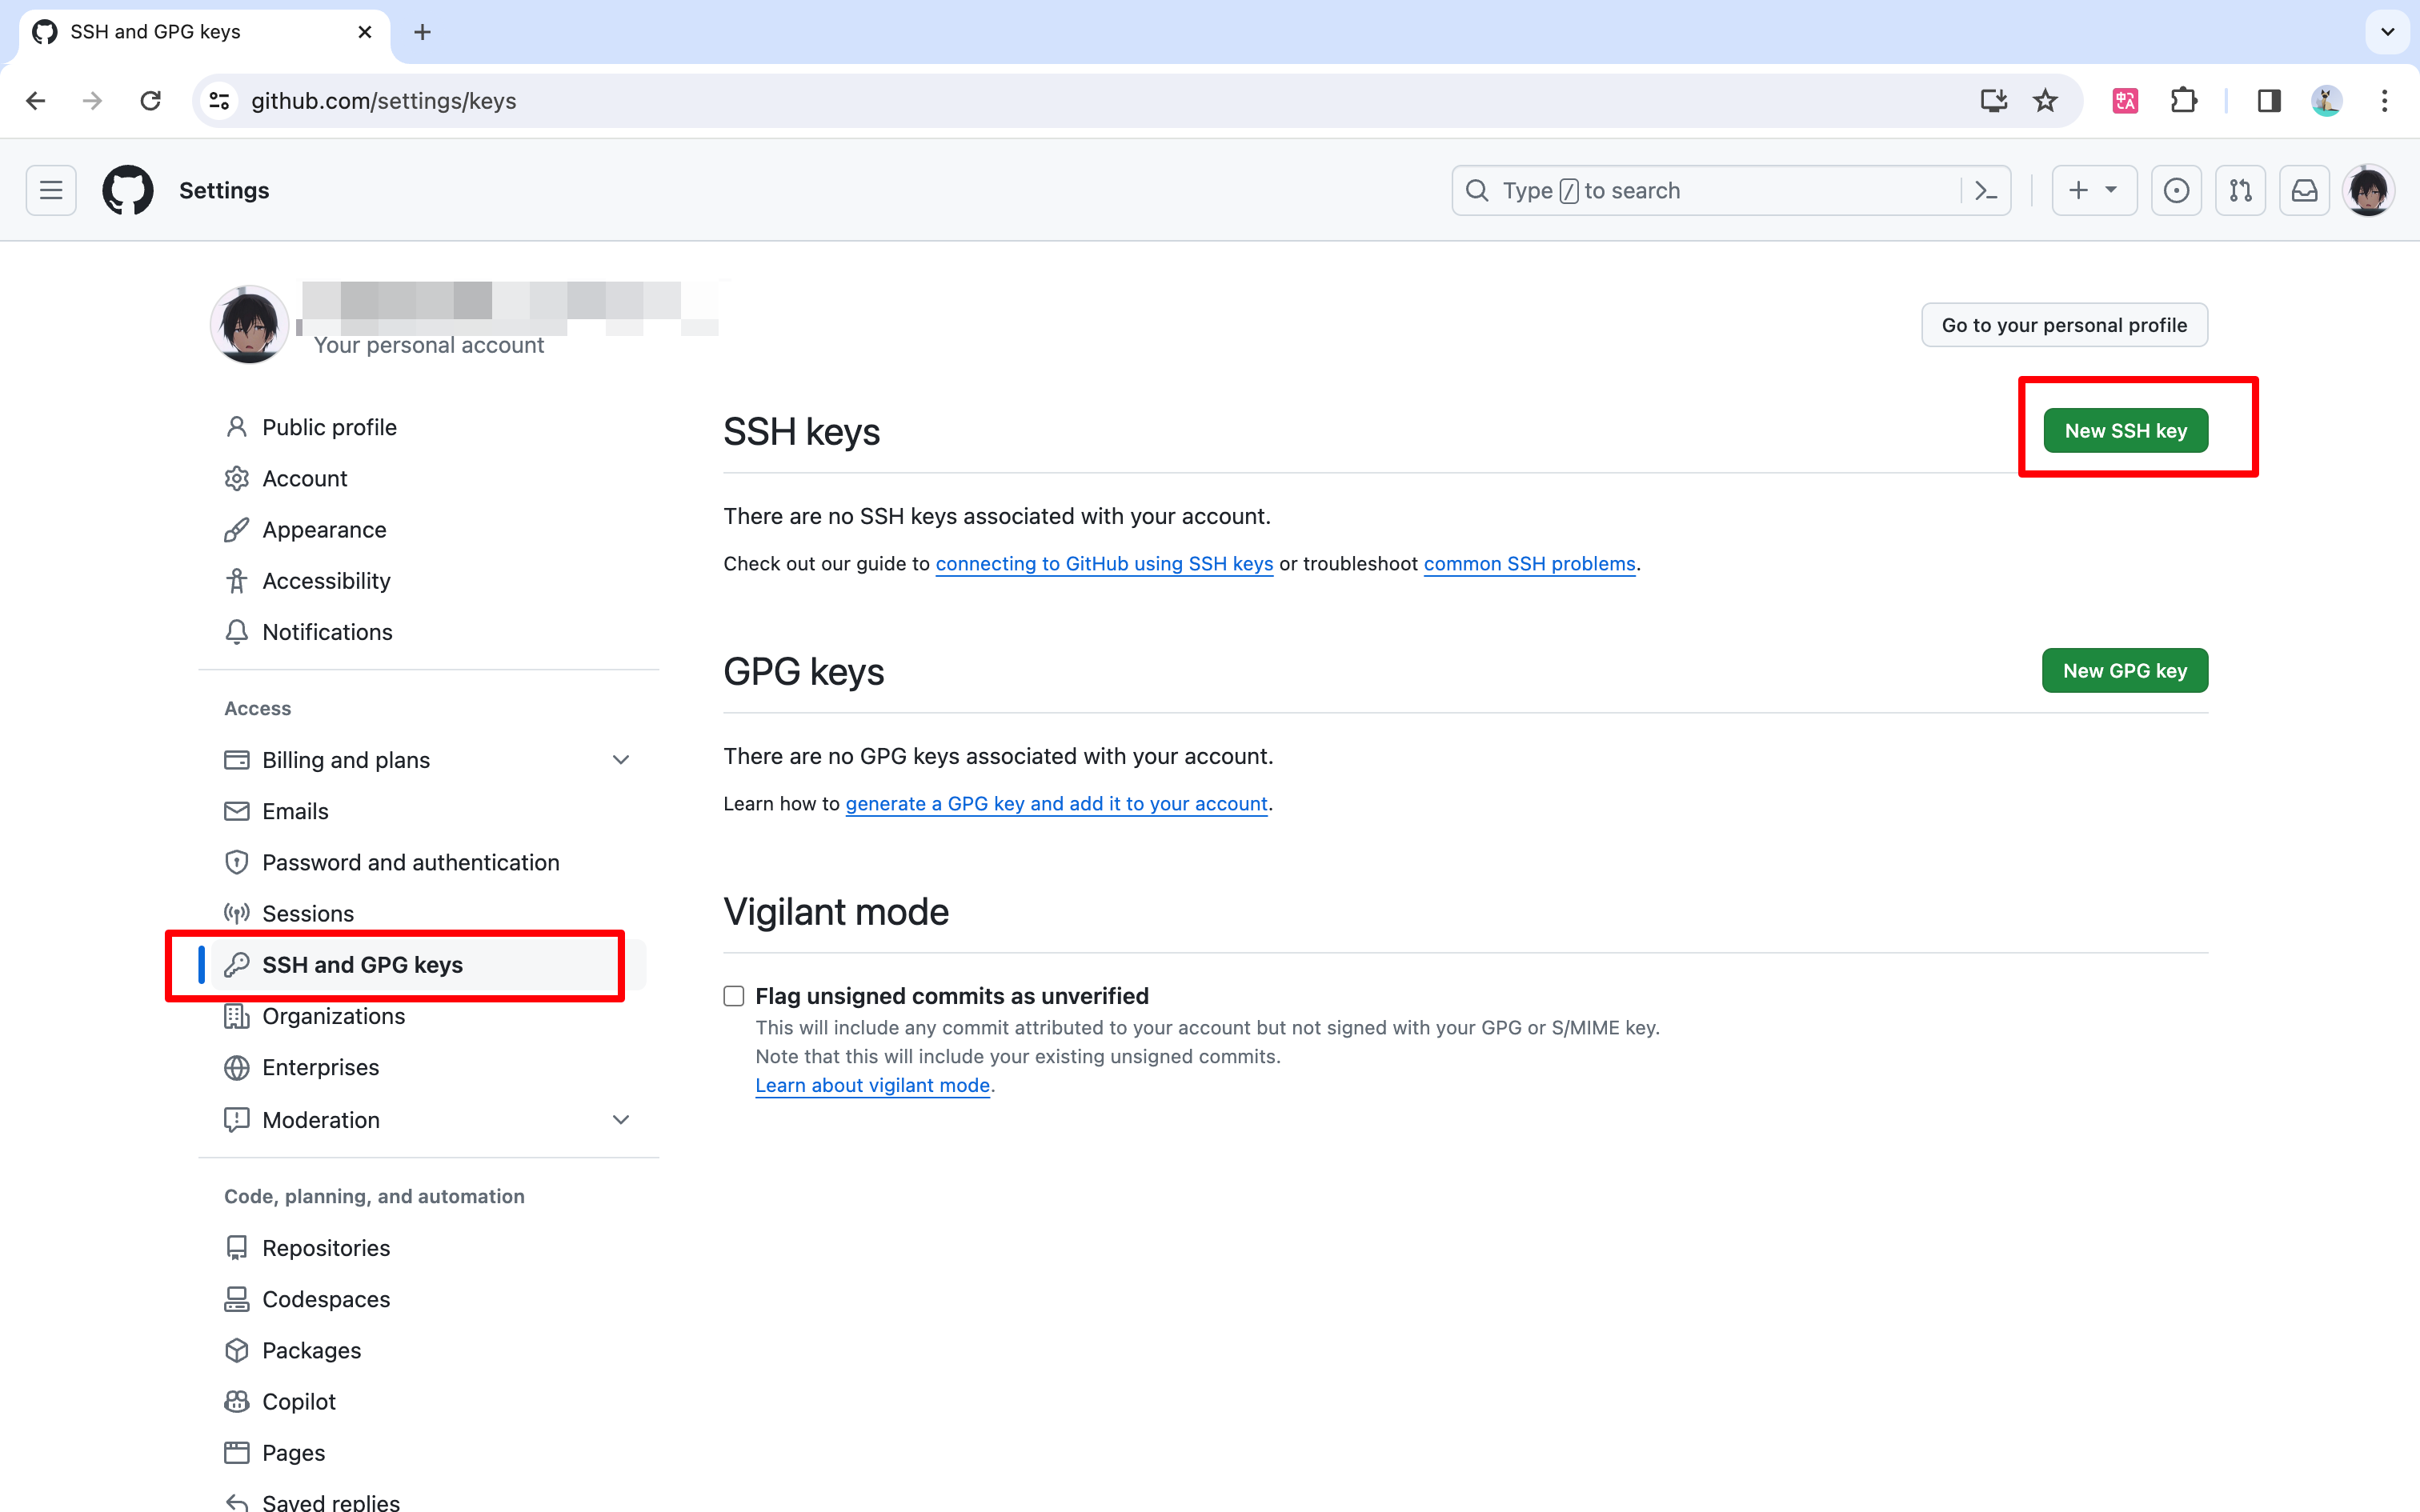 SSH and GPG keys
github.com/settings/keys
Settings
Type / to search
Your personal account
Go to your personal profile
Public profile
Account
Appearance
Accessibility
Notifications
Access
Billing and plans
Emails
Password and authentication
Sessions
SSH and GPG keys
Organizations
Enterprises
Moderation
Code, planning, and automation
Repositories
Codespaces
Packages
Copilot
Pages
Saved replies
SSH keys
New SSH key
There are no SSH keys associated with your account.
Check out our guide to connecting to GitHub using SSH keys or troubleshoot common SSH problems.
GPG keys
New GPG key
There are no GPG keys associated with your account.
Learn how to generate a GPG key and add it to your account.
Vigilant mode
Flag unsigned commits as unverified
This will include any commit attributed to your account but not signed with your GPG or S/MIME key.
Note that this will include your existing unsigned commits.
Learn about vigilant mode.